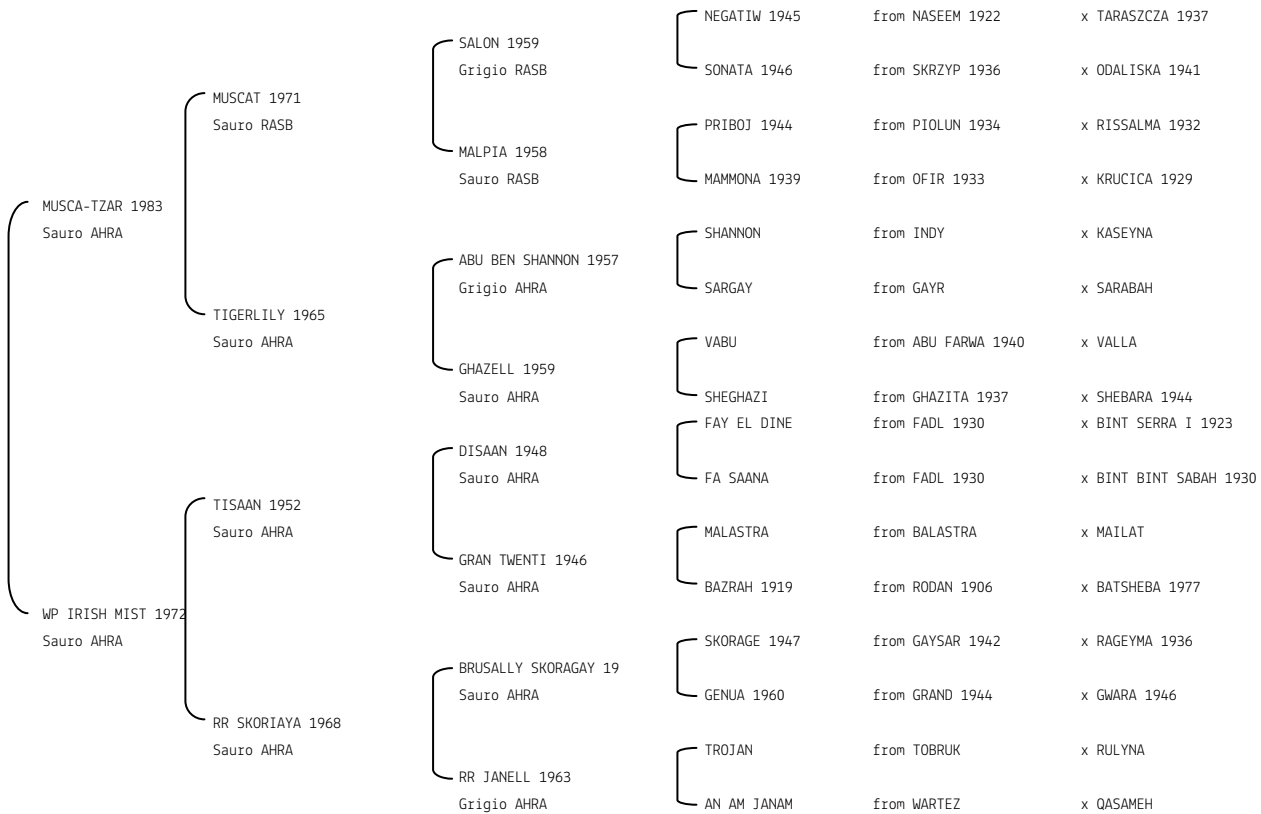 NEGATIW 1945 from NASEEM 1922 x TARASZCZA 1937
SALON 1959
Grigio RASB
SONATA 1946 from SKRZYP 1936 x ODALISKA 1941
MUSCAT 1971
Sauro RASB
PRIBOJ 1944 from PIOLUN 1934 x RISSALMA 1932
MALPIA 1958
Sauro RASB
MAMMONA 1939 from OFIR 1933 x KRUCICA 1929
MUSCA-TZAR 1983
Sauro AHRA
SHANNON from INDY x KASEYNA
ABU BEN SHANNON 1957
Grigio AHRA
SARGAY from GAYR x SARABAH
TIGERLILY 1965
Sauro AHRA
VABU from ABU FARWA 1940 x VALLA
GHAZELL 1959
Sauro AHRA
SHEGHAZI from GHAZITA 1937 x SHEBARA 1944
FAY EL DINE from FADL 1930 x BINT SERRA I 1923
DISAAN 1948
Sauro AHRA
FA SAANA from FADL 1930 x BINT BINT SABAH 1930
TISAAN 1952
Sauro AHRA
MALASTRA from BALASTRA x MAILAT
GRAN TWENTI 1946
Sauro AHRA
BAZRAH 1919 from RODAN 1906 x BATSHEBA 1977
WP IRISH MIST 1972
Sauro AHRA
SKORAGE 1947 from GAYSAR 1942 x RAGEYMA 1936
BRUSALLY SKORAGAY 19
Sauro AHRA
GENUA 1960 from GRAND 1944 x GWARA 1946
RR SKORIAYA 1968
Sauro AHRA
TROJAN from TOBRUK x RULYNA
RR JANELL 1963
Grigio AHRA
AN AM JANAM from WARTEZ x QASAMEH